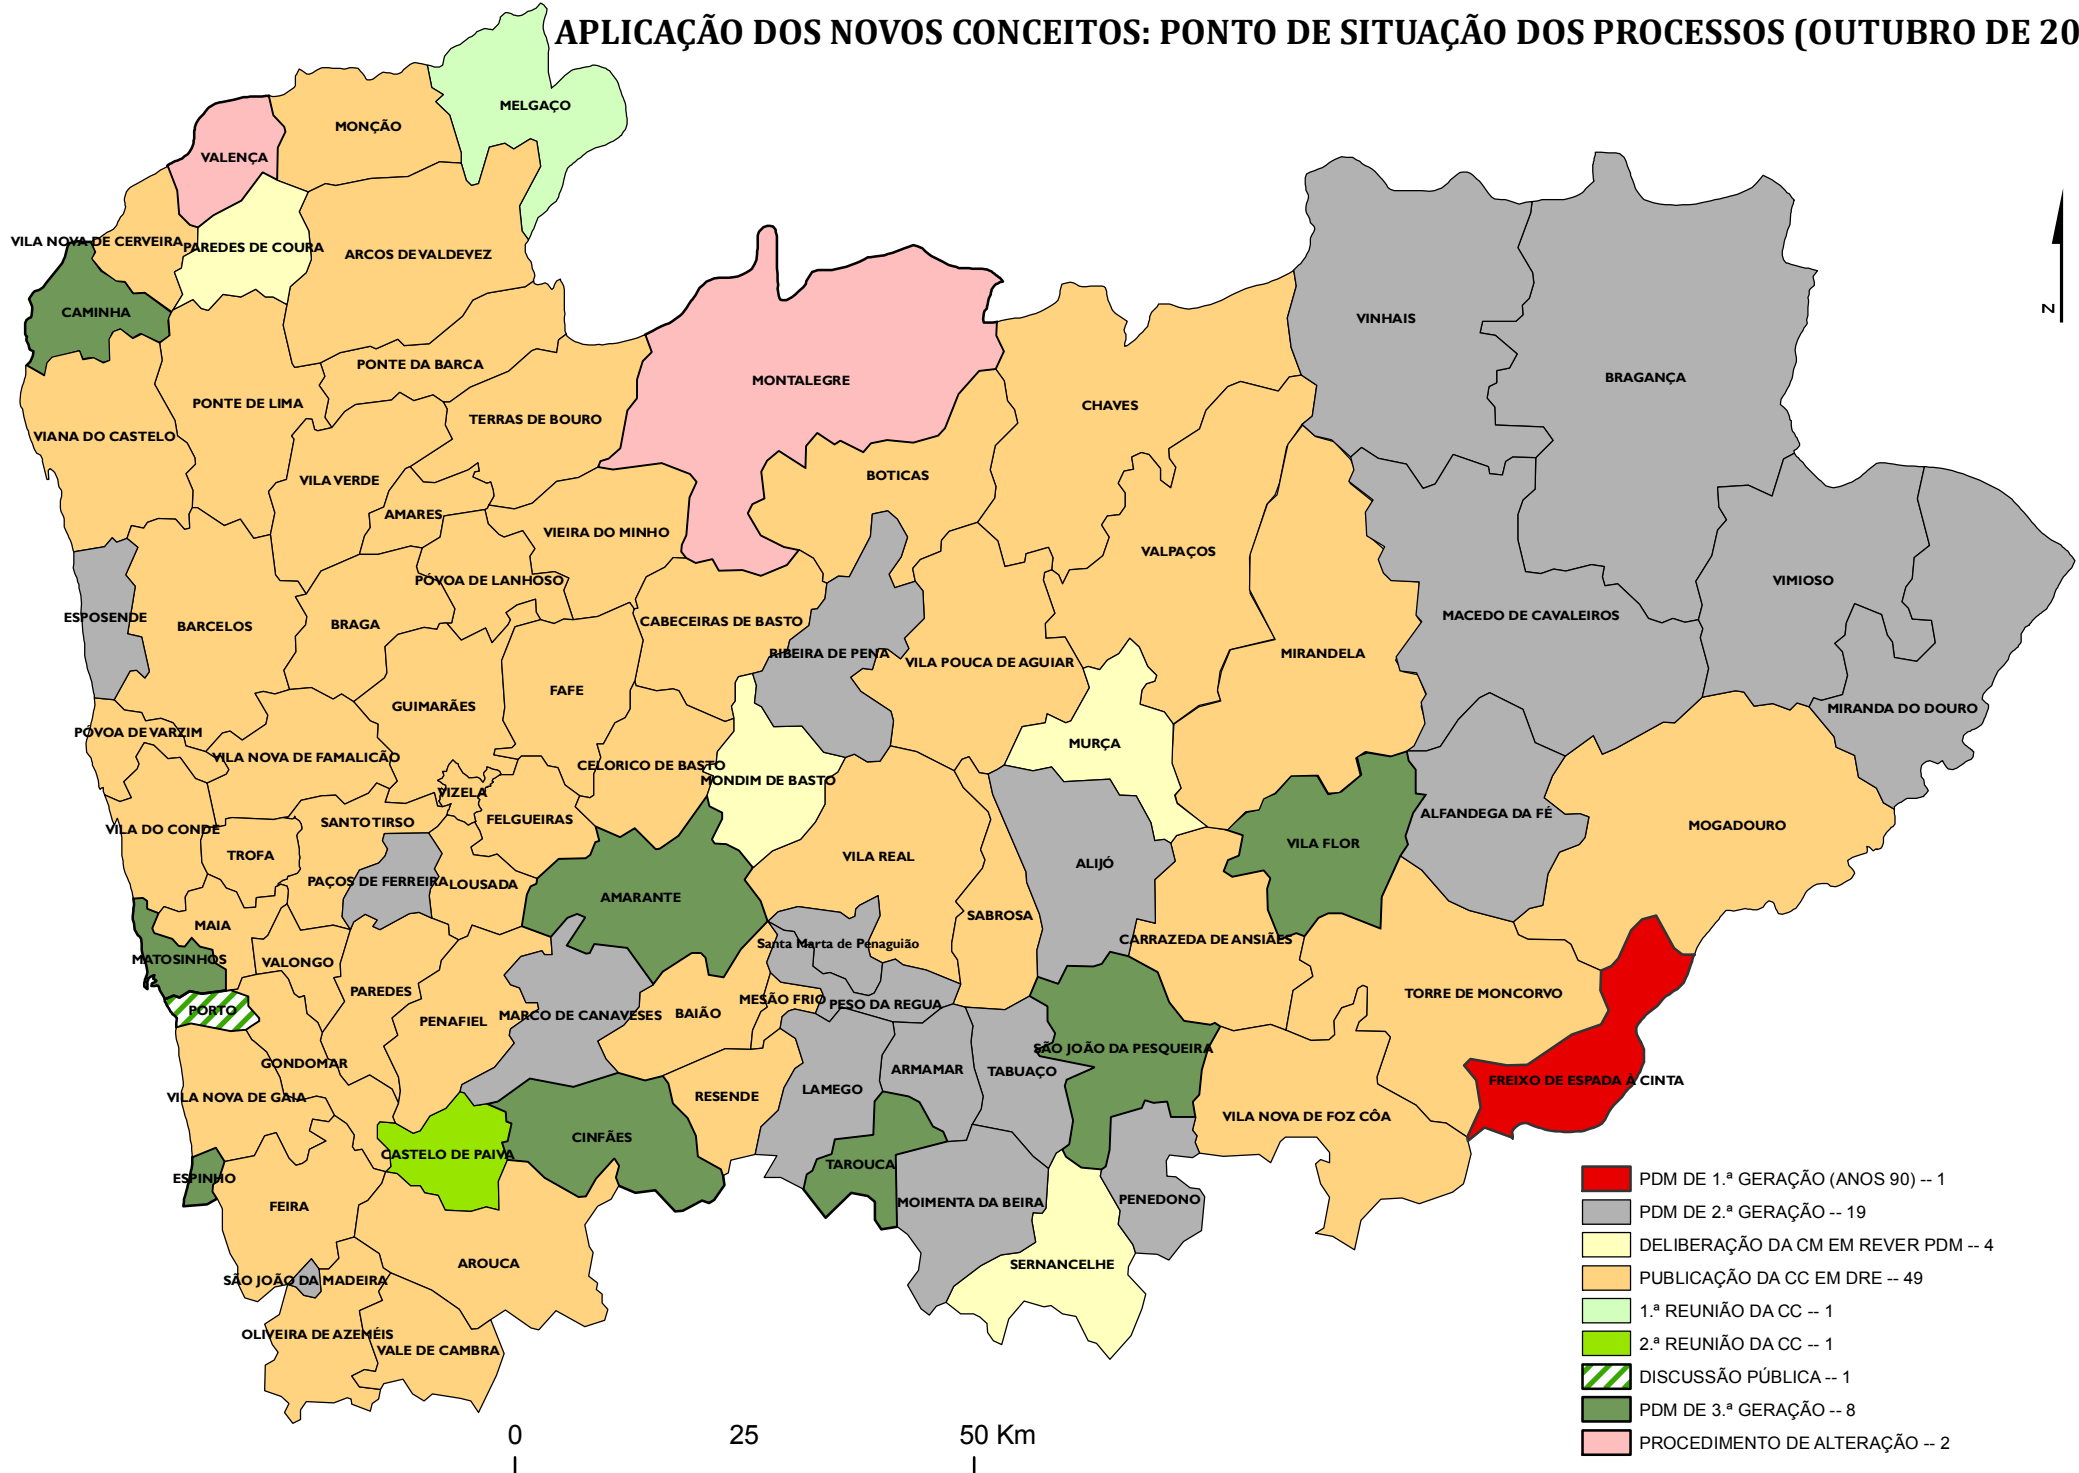 APLICAÇÃO DOS NOVOS CONCEITOS: PONTO DE SITUAÇÃO DOS PROCESSOS (OUTUBRO DE 20
MELGAÇO
MONÇÃO
VALENÇA
VILA NOVA DE CERVEIRA
PAREDES DE COURA
ARCOS DE VALDEVEZ
CAMINHA
VINHAIS
PONTE DA BARCA
MONTALEGRE
BRAGANÇA
PONTE DE LIMA
CHAVES
TERRAS DE BOURO
VIANA DO CASTELO
BOTICAS
VILA VERDE
AMARES
VIEIRA DO MINHO
VALPAÇOS
PÓVOA DE LANHOSO
VIMIOSO
ESPOSENDE
BARCELOS
BRAGA
CABECEIRAS DE BASTO
MACEDO DE CAVALEIROS
RIBEIRA DE PENA
VILA POUCA DE AGUIAR
MIRANDELA
FAFE
GUIMARÃES
MIRANDA DO DOURO
PÓVOA DE VARZIM
MURÇA
VILA NOVA DE FAMALICÃO
CELORICO DE BASTO
MONDIM DE BASTO
VIZELA
SANTO TIRSO
FELGUEIRAS
ALFANDEGA DA FÉ
MOGADOURO
VILA DO CONDE
VILA FLOR
TROFA
VILA REAL
ALIJÓ
PAÇOS DE FERREIRA
LOUSADA
AMARANTE
SABROSA
MAIA
CARRAZEDA DE ANSIÃES
Santa Marta de Penaguião
MATOSINHOS
VALONGO
PAREDES
TORRE DE MONCORVO
MESÃO FRIO
PESO DA REGUA
PORTO
PENAFIEL
MARCO DE CANAVESES
BAIÃO
SÃO JOÃO DA PESQUEIRA
GONDOMAR
ARMAMAR
TABUAÇO
FREIXO DE ESPADA À CINTA
LAMEGO
VILA NOVA DE GAIA
RESENDE
VILA NOVA DE FOZ CÔA
CINFÃES
CASTELO DE PAIVA
TAROUCA
ESPINHO
MOIMENTA DA BEIRA
PENEDONO
FEIRA
AROUCA
SERNANCELHE
SÃO JOÃO DA MADEIRA
OLIVEIRA DE AZEMÉIS
VALE DE CAMBRA
N
PDM DE 1.ª GERAÇÃO (ANOS 90) -- 1
PDM DE 2.ª GERAÇÃO -- 19
DELIBERAÇÃO DA CM EM REVER PDM -- 4
PUBLICAÇÃO DA CC EM DRE -- 49
1.ª REUNIÃO DA CC -- 1
2.ª REUNIÃO DA CC -- 1
DISCUSSÃO PÚBLICA -- 1
PDM DE 3.ª GERAÇÃO -- 8
PROCEDIMENTO DE ALTERAÇÃO -- 2
0 25 50 Km